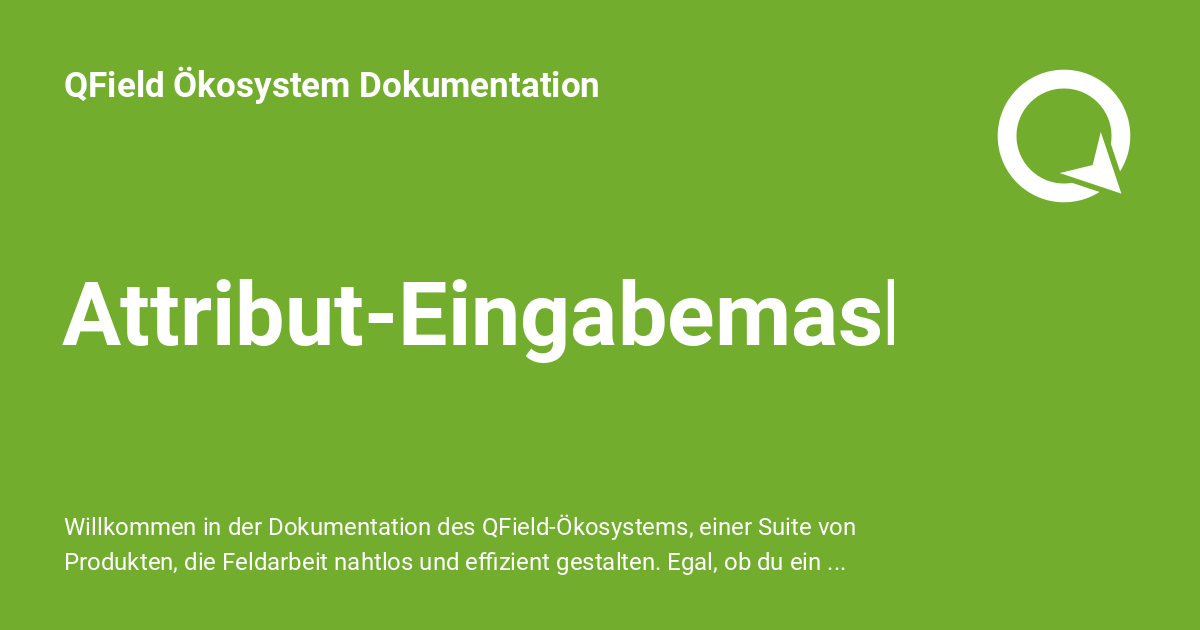 QField Ökosystem Dokumentation
Attribut-Eingabemas
Willkommen in der Dokumentation des QField-Ökosystems, einer Suite von
Produkten, die Feldarbeit nahtlos und effizient gestalten. Egal, ob du ein ...